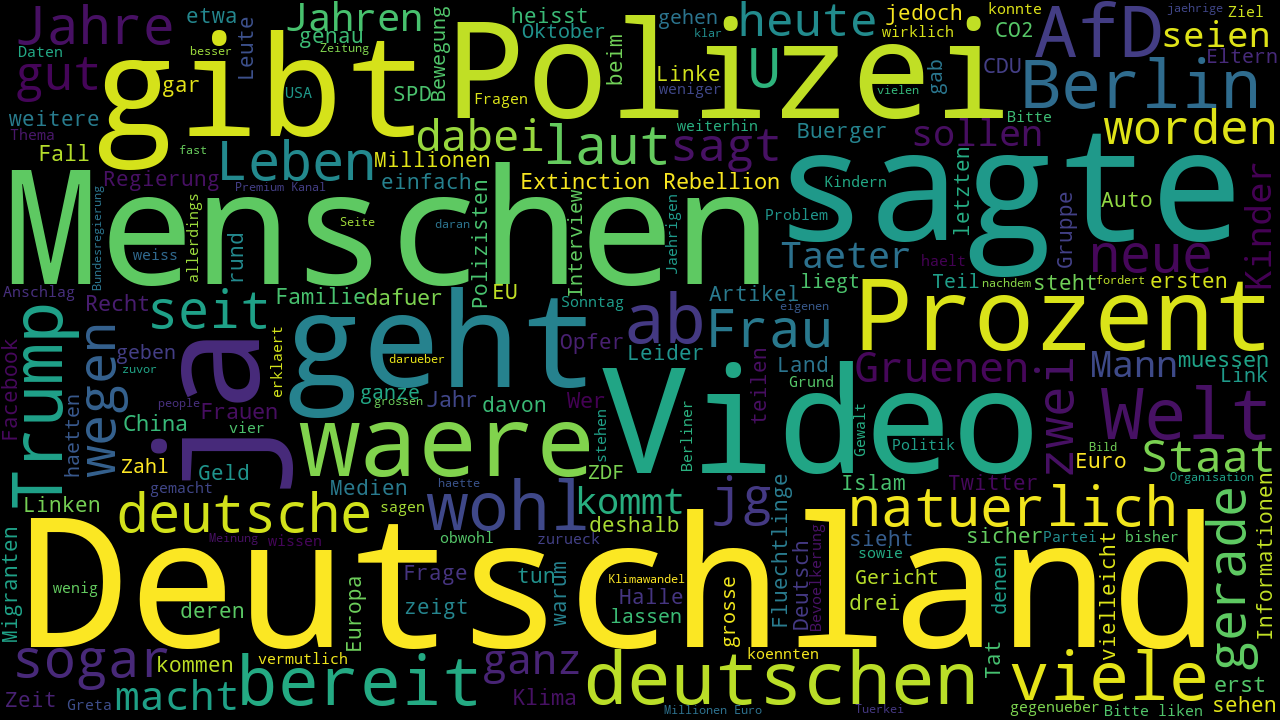 Jahre
etwa
Jahren
genau
Leute
Daten
besser
Zeitung
gut
gibt
gar
USA
SPD
Bewegung
Polizei
heisst
Oktober
beim
Fragen
Linke
weniger
gehen
klar
U
heute
jedoch
wirklich
vielen
gab
konnte
CO2
CDU
AfD
jaehrige
Ziel
seien
Eltern
Berlin
weitere
Thema
Fall
fast
Leben
Millionen
dabei
laut
weiterhin
sagt
Buerger
sollen
Bitte
worden
Regierung
Premium Kanal
einfach
Extinction Rebellion
Kindern
letzten
Menschen
Bundesregierung
allerdings
weiss
rund
Seite
daran
Polizisten
Interview
Jaehrigen
Problem
sagte
Taeter
haelt
Gruppe
Auto
neue
Kinder
Anschlag
Recht
seit
Familie
dafuer
EU
Sonntag
Artikel
liegt
eigenen
Teil
nachdem
steht
fordert
ersten
Trump
Facebook
wegen
geben
zuvor
ja
erklaert
geht
darueber
Opfer
ab
Leider
Frau
Land
Grund
Prozent
Gruenen
Mann
muessen
Link
haetten
people
China
Frauen
vier
ganze
grossen
Jahr
davon
Wer
stehen
teilen
Berliner
Video
Gewalt
Politik
zwei
Welt
Bild
Euro
Staat
Organisation
Zahl
Geld
gemacht
waere
ZDF
Linken
Medien
sagen
haette
wohl
kommt
jg
Islam
Twitter
natuerlich
gerade
Informationen
deutsche
deshalb
Meinung
wissen
obwohl
zurueck
Fluechtlinge
Deutsch
Bevoelkerung
sieht
sowie
sicher
Partei
bisher
Migranten
Deutschland
wenig
deren
Europa
Frage
zeigt
tun
warum
Klimawandel
Halle
lassen
grosse
Gericht
drei
denen
vielleicht
sogar
kommen
vermutlich
bereit
ganz
koennten
deutschen
Tat
viele
erst
Zeit
Greta
macht
Klima
Millionen Euro
Tuerkei
gegenueber
Bitte liken
sehen